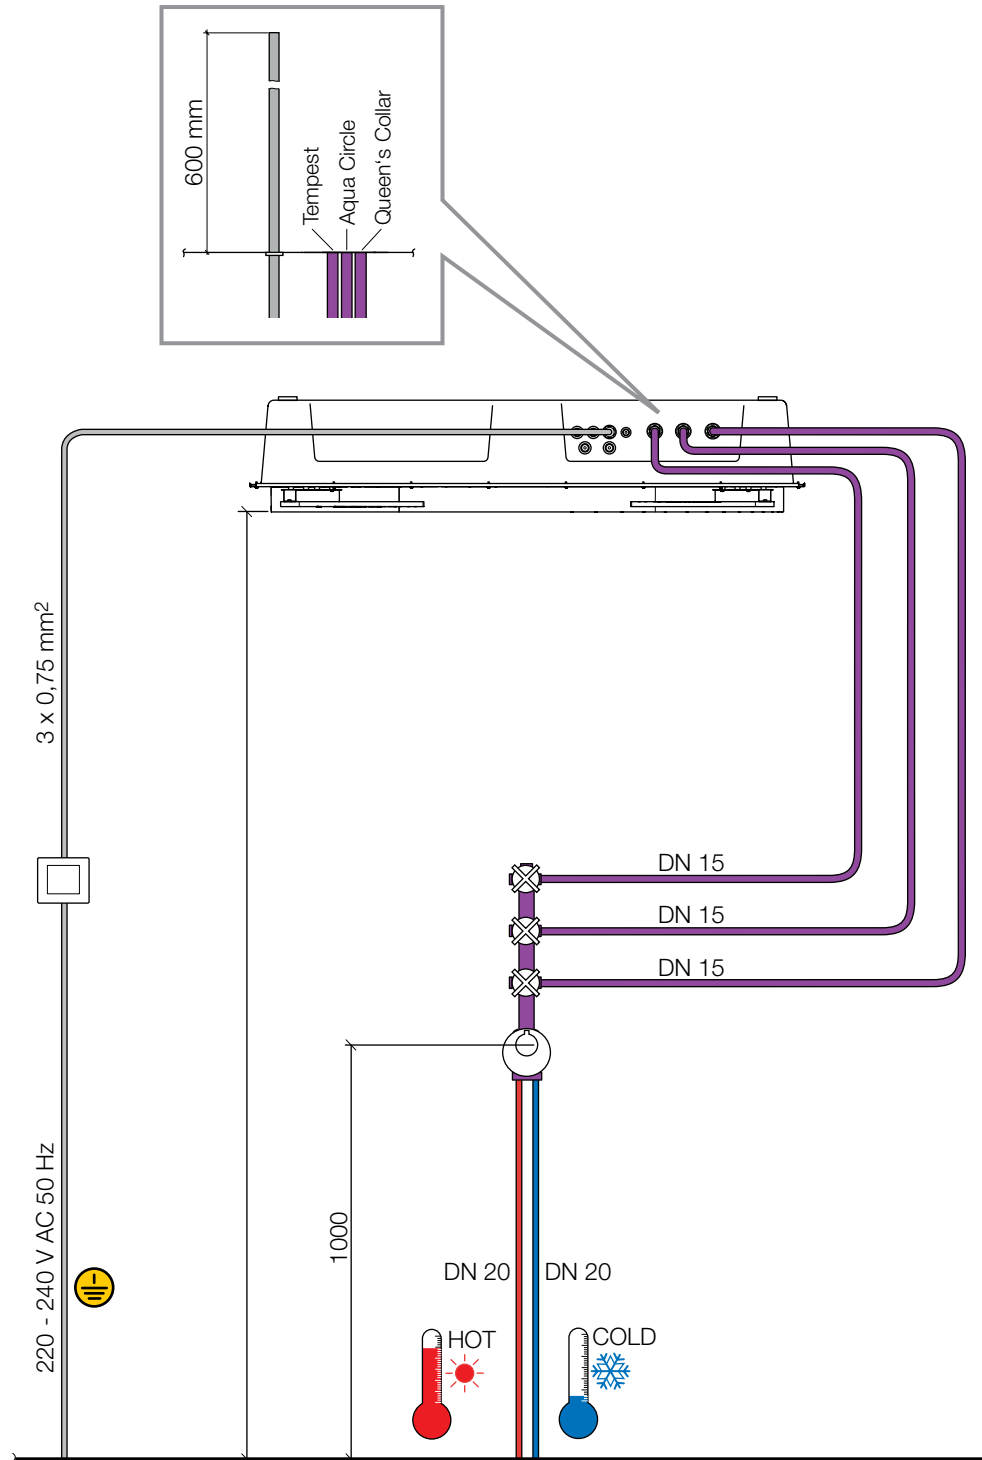 600 mm
Tempest
Aqua Circle
Queen's Collar
3 x 0,75 mm²
DN 15
DN 15
DN 15
220 - 240 V AC 50 Hz
1000
DN 20
DN 20
HOT
COLD